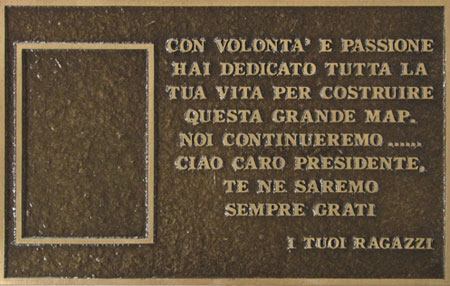 CON VOLONTA' E PASSIONE
HAI DEDICATO TUTTA LA
TUA VITA PER COSTRUIRE
QUESTA GRANDE MAP.
NOI CONTINUEREMO ......
CIAO CARO PRESIDENTE,
TE NE SAREMO
SEMPRE GRATI
I TUOI RAGAZZI